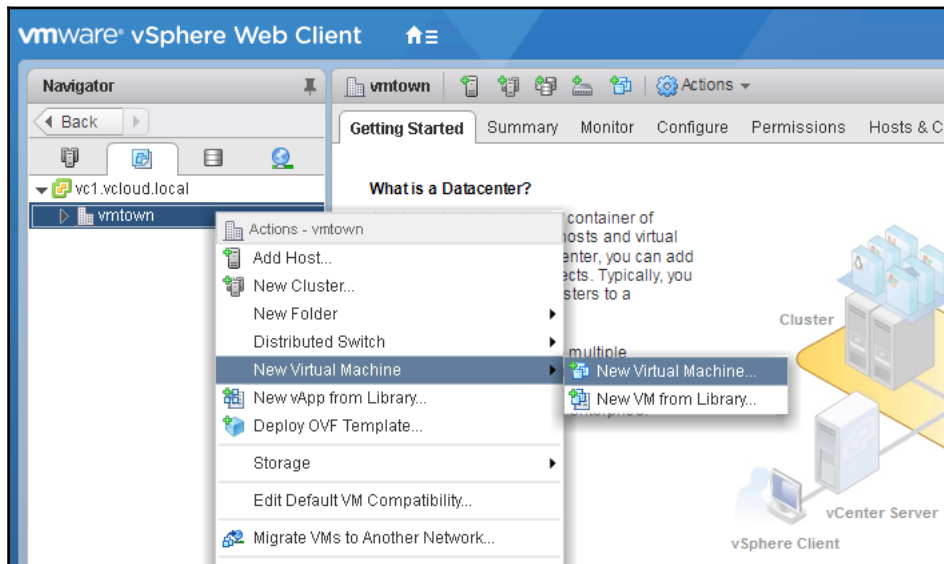 vmware® vSphere Web Client
Navigator
Back
vc1.vcloud.local
vmtown
vmtown
Actions
Getting Started
Summary
Monitor
Configure
Permissions
Hosts & C
What is a Datacenter?
container of
hosts and virtual
enter, you can add
ects. Typically, you
sters to a
multiple
Actions - vmtown
Add Host...
New Cluster...
New Folder
Distributed Switch
New Virtual Machine
New vApp from Library...
Deploy OVF Template...
Storage
Edit Default VM Compatibility...
Migrate VMs to Another Network...
New Virtual Machine...
New VM from Library...
Cluster
vCenter Server
vSphere Client